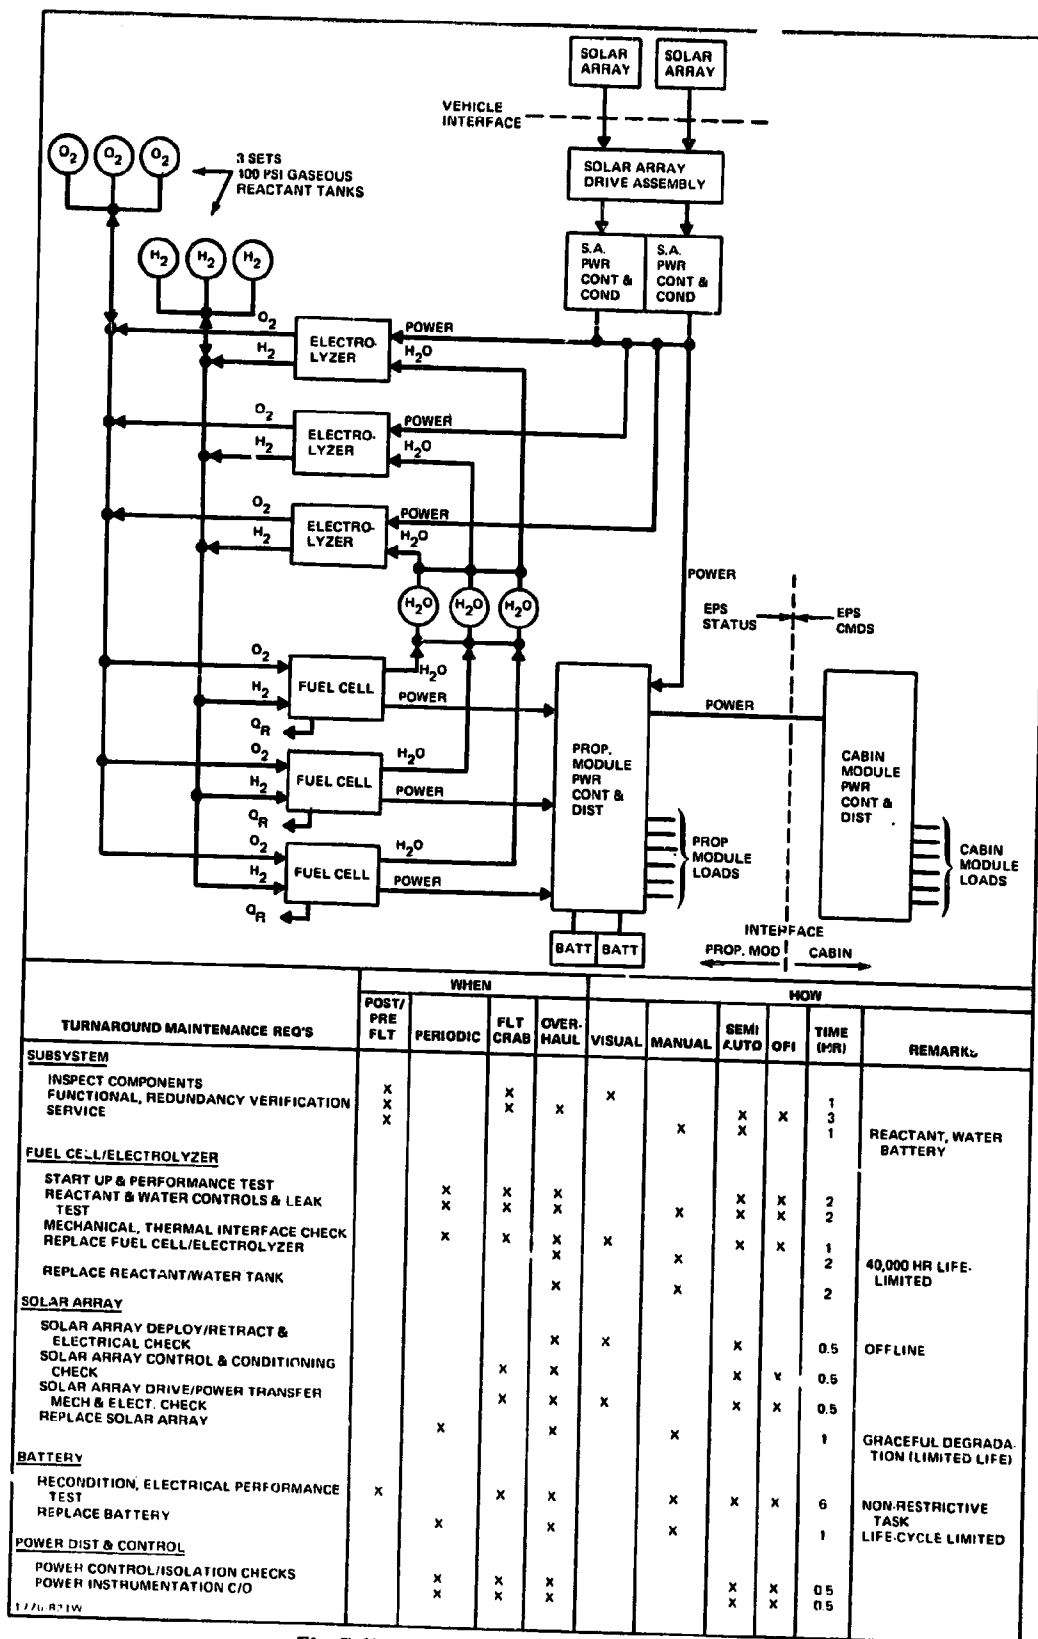 SOLAR ARRAY
SOLAR ARRAY
VEHICLE INTERFACE
SOLAR ARRAY DRIVE ASSEMBLY
S.A. PWR CONT & COND
S.A. PWR CONT & COND
O2 O2 O2
3 SETS
100 PSI GASEOUS
REACTANT TANKS
H2 H2 H2
O2
H2
ELECTRO-
LYZER
POWER
H2O
O2
H2
ELECTRO-
LYZER
POWER
H2O
O2
H2
ELECTRO-
LYZER
POWER
H2O
H2O H2O H2O
POWER
EPS STATUS
EPS CMDS
O2
H2
QR
FUEL CELL
H2O
POWER
O2
H2
QR
FUEL CELL
H2O
POWER
O2
H2
QR
FUEL CELL
H2O
POWER
PROP.
MODULE
PWR
CONT &
DIST
POWER
CABIN
MODULE
PWR
CONT &
DIST
PROP
MODULE
LOADS
CABIN
MODULE
LOADS
BATT BATT
INTERFACE
PROP. MOD CABIN
WHEN HOW
TURNAROUND MAINTENANCE REQ'S POST/ PRE FLT PERIODIC FLT CRAB OVER- HAUL VISUAL MANUAL SEMI AUTO OFI TIME (HR) REMARKS
SUBSYSTEM
INSPECT COMPONENTS X X X 1
FUNCTIONAL, REDUNDANCY VERIFICATION X X X X X 3
SERVICE X X X 1 REACTANT, WATER BATTERY
FUEL CELL/ELECTROLYZER
START UP & PERFORMANCE TEST X X X X X 2
REACTANT & WATER CONTROLS & LEAK
TEST X X X X X X 2
MECHANICAL, THERMAL INTERFACE CHECK X X X X X X 1
REPLACE FUEL CELL/ELECTROLYZER X X 2 40,000 HR LIFE-
LIMITED
REPLACE REACTANT/WATER TANK X X 2
SOLAR ARRAY
SOLAR ARRAY DEPLOY/RETRACT &
ELECTRICAL CHECK X X X 0.5 OFFLINE
SOLAR ARRAY CONTROL & CONDITIONING
CHECK X X X X 0.5
SOLAR ARRAY DRIVE/POWER TRANSFER
MECH & ELECT. CHECK X X X X X 0.5
REPLACE SOLAR ARRAY X X X 1 GRACEFUL DEGRADA-
TION (LIMITED LIFE)
BATTERY
RECONDITION, ELECTRICAL PERFORMANCE
TEST X X X X X X 6 NON-RESTRICTIVE
TASK
REPLACE BATTERY X X X 1 LIFE-CYCLE LIMITED
POWER DIST & CONTROL
POWER CONTROL/ISOLATION CHECKS X X X X X 0.5
POWER INSTRUMENTATION C/O X X X X X 0.5